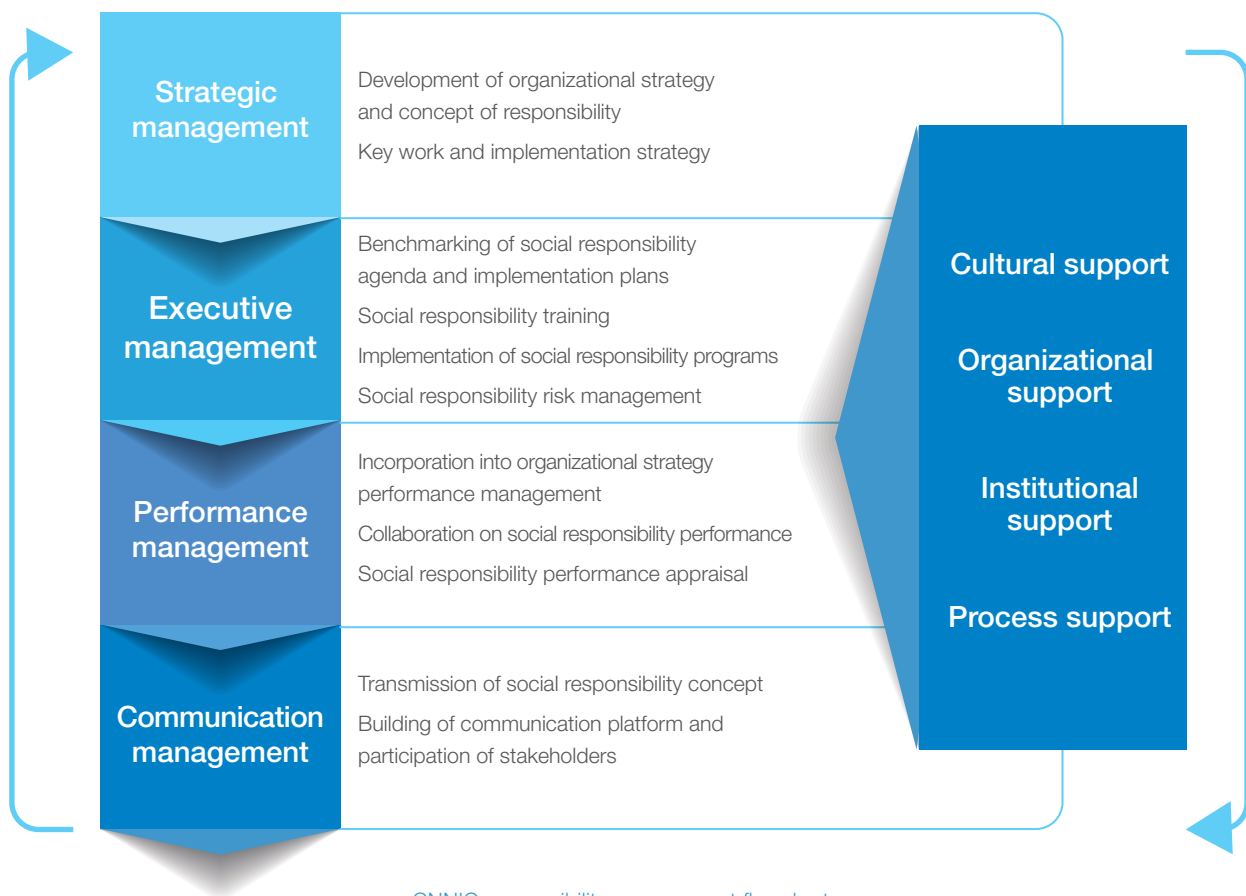 Strategic
management
Development of organizational strategy
and concept of responsibility
Key work and implementation strategy
Executive
management
Benchmarking of social responsibility
agenda and implementation plans
Social responsibility training
Implementation of social responsibility programs
Social responsibility risk management
Performance
management
Incorporation into organizational strategy
performance management
Collaboration on social responsibility performance
Social responsibility performance appraisal
Communication
management
Transmission of social responsibility concept
Building of communication platform and
participation of stakeholders
Cultural support
Organizational
support
Institutional
support
Process support